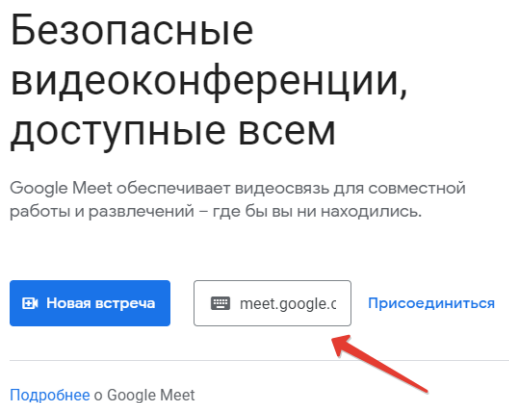 Безопасные
видеоконференции,
доступные всем
Google Meet обеспечивает видеосвязь для совместной
работы и развлечений – где бы вы ни находились.
Новая встреча meet.google.c Присоединиться
Подробнее о Google Meet